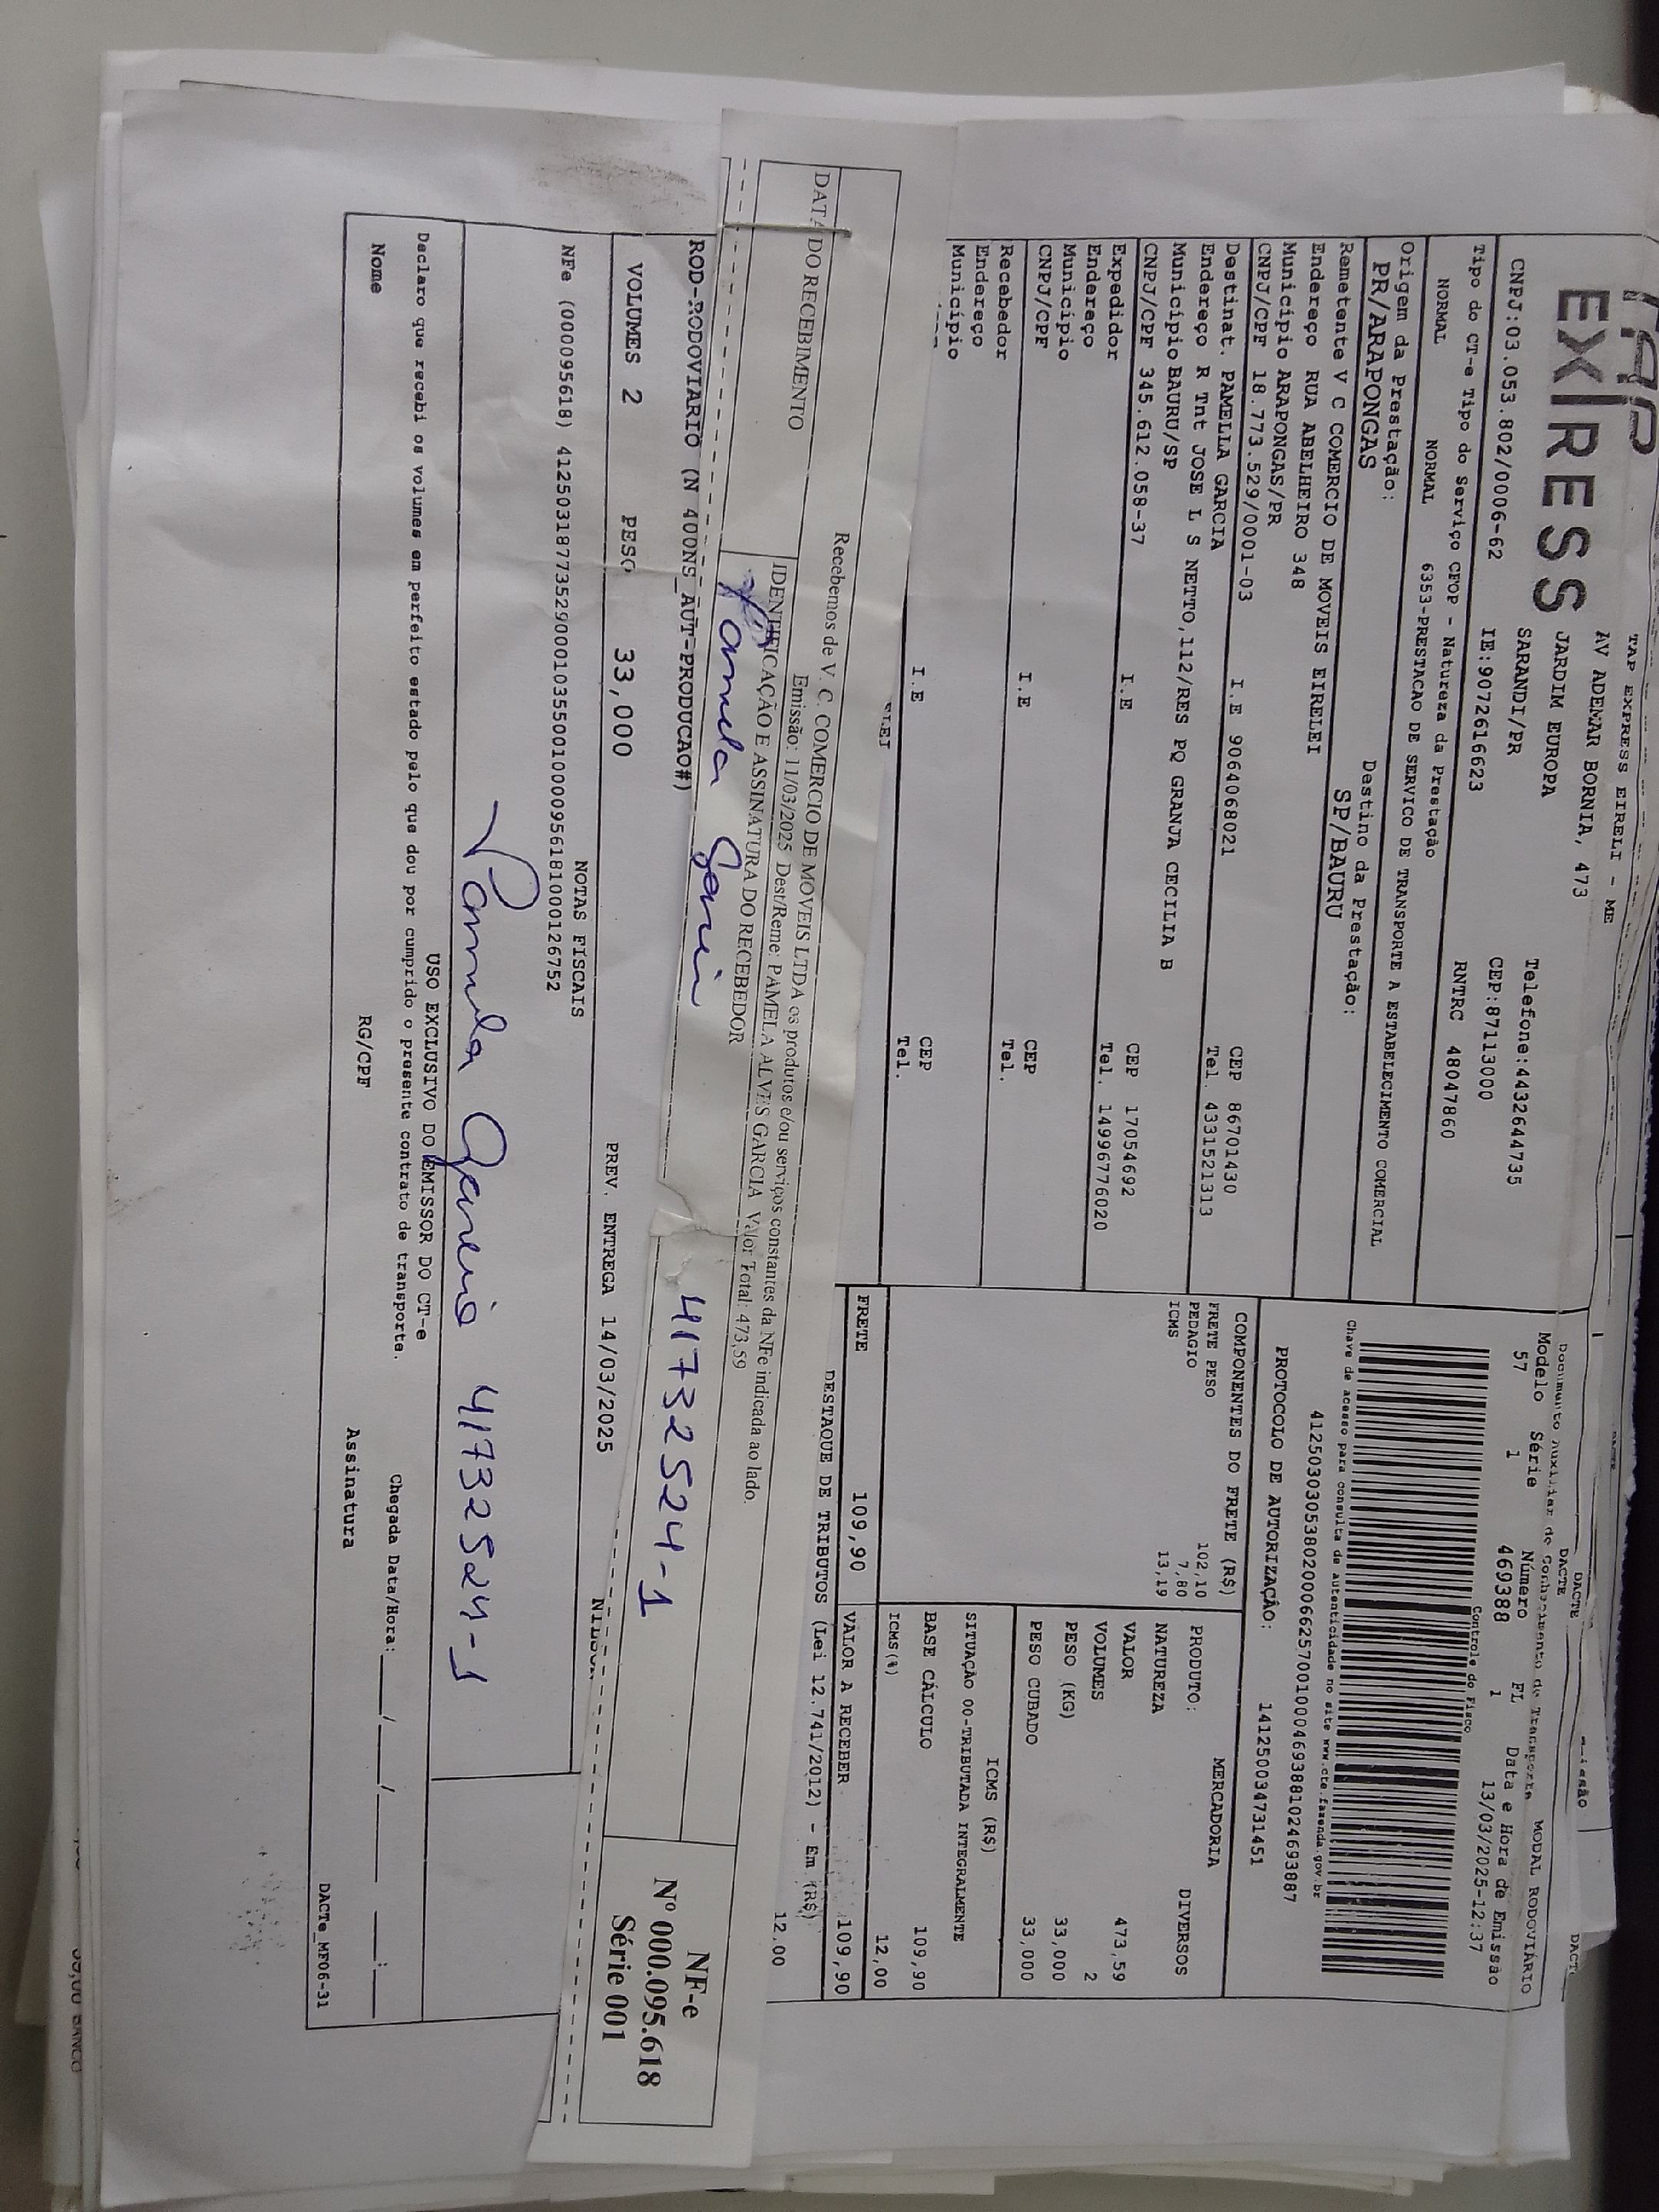 TAP EXPRESS EIRELI - ME
EXPRESS
AV ADEMAR BORNIA, 473
JARDIM EUROPA
SARANDI/PR
Telefone:4432644735
CNPJ:03.053.802/0006-62 IE:9072616623 CEP:87113000
Tipo do CT-e Tipo do Serviço CFOP - Natureza da Prestação RNTRC 48047860
NORMAL NORMAL 6353-PRESTACAO DE SERVICO DE TRANSPORTE A ESTABELECIMENTO COMERCIAL
Origem da Prestação: Destino da Prestação:
PR/ARAPONGAS SP/BAURU
Remetente V C COMERCIO DE MOVEIS EIRELEI
Endereço RUA ABELHEIRO 348
Município ARAPONGAS/PR CEP 86701430
CNPJ/CPF 18.773.529/0001-03 I.E 9064068021 Tel. 4331521313
Destinat. PAMELLA GARCIA
Endereço R Tnt JOSE L S NETTO,112/RES PQ GRANJA CECILIA B
Município BAURU/SP CEP 17054692
CNPJ/CPF 345.612.058-37 I.E Tel. 14996776020
Expedidor
Endereço
Município CEP
CNPJ/CPF I.E Tel.
Recebedor
Endereço
Município CEP
I.E Tel.
DACTE
DACTE
Documento Auxiliar de Conhecimento de Transporte MODAL RODOVIÁRIO
Modelo Série Número FL Data e Hora de Emissão
57 1 469388 1 13/03/2025-12:37
Controle do Fisco
Chave de acesso para consulta de autenticidade no site www.cte.fazenda.gov.br
41250303053802000662570010004693881024693887
PROTOCOLO DE AUTORIZAÇÃO: 141250034731451
COMPONENTES DO FRETE (R$)
FRETE PESO 102,10
PEDAGIO 7,80
ICMS 13,19
MERCADORIA
PRODUTO: DIVERSOS
NATUREZA
VALOR 473,59
VOLUMES 2
PESO (KG) 33,000
PESO CUBADO 33,000
ICMS (R$)
SITUAÇÃO 00-TRIBUTADA INTEGRALMENTE
BASE CÁLCULO 109,90
ICMS(%) 12,00
FRETE 109,90 VALOR A RECEBER 109,90
DESTAQUE DE TRIBUTOS (Lei 12.741/2012) - Em (R$)
12.00
Recebemos de V. C. COMERCIO DE MOVEIS LTDA os produtos e/ou serviços constantes da NFe indicada ao lado.
Emissão: 11/03/2025 Dest/Reme: PAMELA ALVES GARCIA Valor Total: 473,59
DATA DO RECEBIMENTO IDENTIFICAÇÃO E ASSINATURA DO RECEBEDOR
41732524-1
NF-e
Nº 000.095.618
Série 001
ROD-RODOVIARIO (N 400NS_AUT-PRODUCAO#)
VOLUMES 2 PESO 33,000 PREV. ENTREGA 14/03/2025
NOTAS FISCAIS
NFe (000095618) 41250318773529000103550010000956181000126752
Pamela Garcia 41732524-1
USO EXCLUSIVO DO EMISSOR DO CT-e
Declaro que recebi os volumes em perfeito estado pelo que dou por cumprido o presente contrato de transporte.
Chegada Data/Hora: ___/___/_____ __:__
Nome RG/CPF Assinatura
DACTe_MF06-31